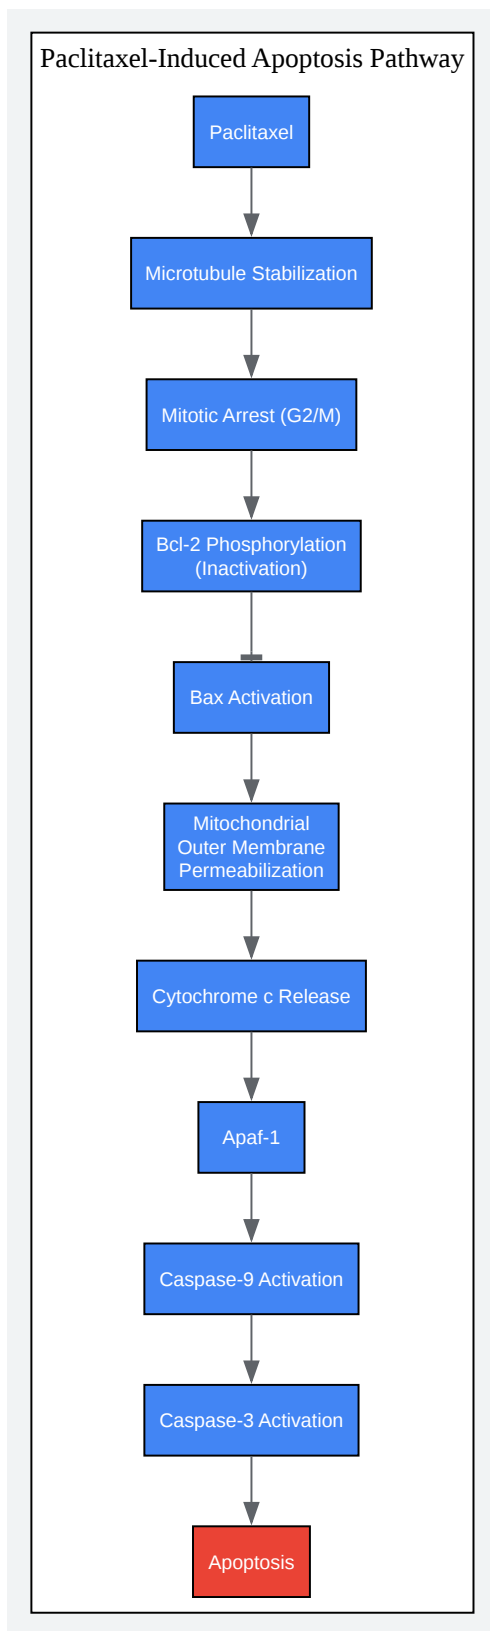 Paclitaxel-Induced Apoptosis Pathway
Paclitaxel
Microtubule Stabilization
Mitotic Arrest (G2/M)
Bcl-2 Phosphorylation
(Inactivation)
Bax Activation
Mitochondrial
Outer Membrane
Permeabilization
Cytochrome c Release
Apaf-1
Caspase-9 Activation
Caspase-3 Activation
Apoptosis